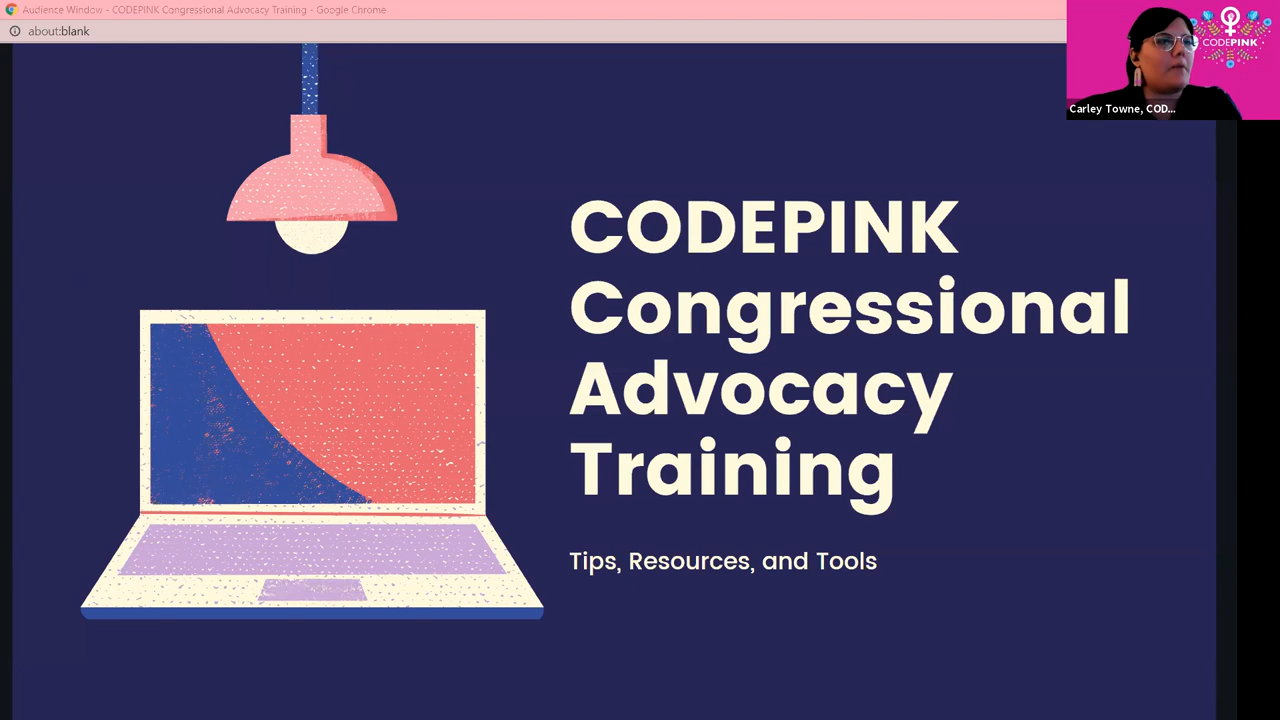 Audience Window - CODEPINK Congressional Advocacy Training - Google Chrome
about:blank
CODEPINK
Carley Towne, COD...
CODEPINK
Congressional
Advocacy
Training
Tips, Resources, and Tools